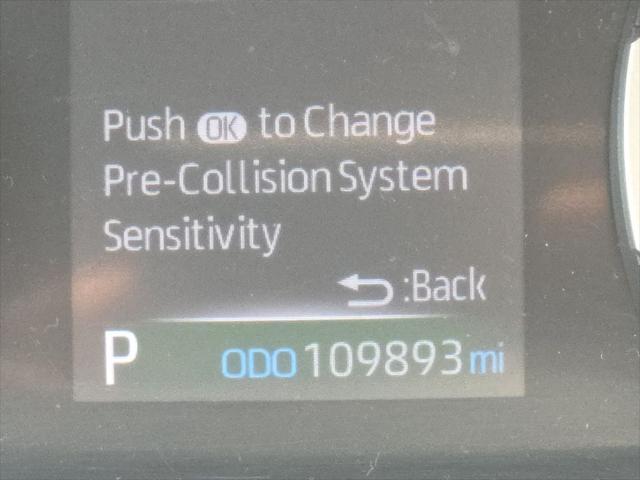 Push OK to Change
Pre-Collision System
Sensitivity
:Back
P ODO 109893 mi